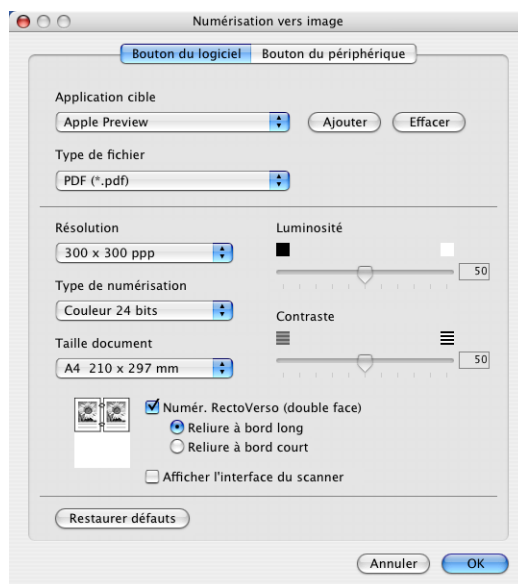 Numérisation vers image
Bouton du logiciel Bouton du périphérique
Application cible
Apple Preview Ajouter Effacer
Type de fichier
PDF (*.pdf)
Résolution Luminosité
300 x 300 ppp
50
Type de numérisation
Couleur 24 bits
Contraste
Taille document
A4 210 x 297 mm
50
Numér. RectoVerso (double face)
Reliure à bord long
Reliure à bord court
Afficher l'interface du scanner
Restaurer défauts
Annuler OK